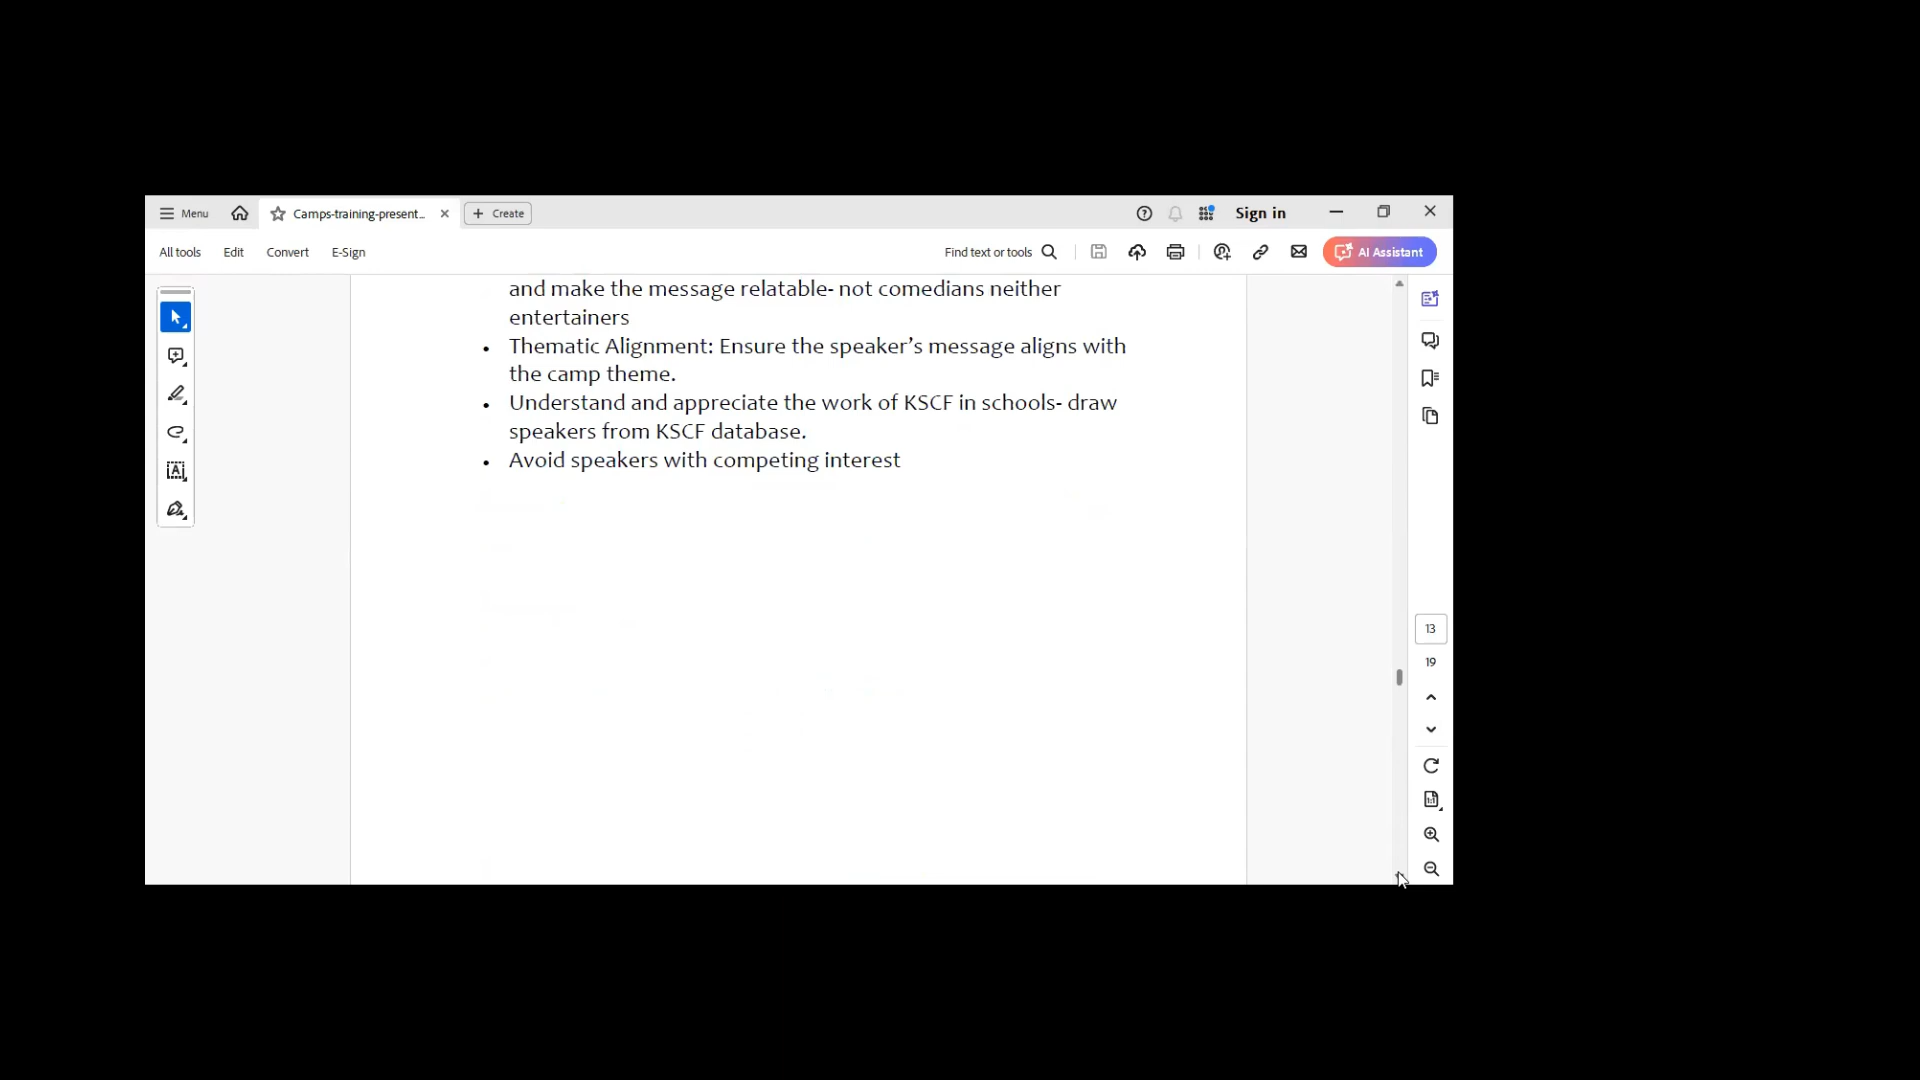 Menu
Camps-training-present...
Create
Sign in
All tools
Edit
Convert
E-Sign
Find text or tools
AI Assistant
and make the message relatable- not comedians neither
entertainers
• Thematic Alignment: Ensure the speaker’s message aligns with
the camp theme.
• Understand and appreciate the work of KSCF in schools- draw
speakers from KSCF database.
• Avoid speakers with competing interest
13
19